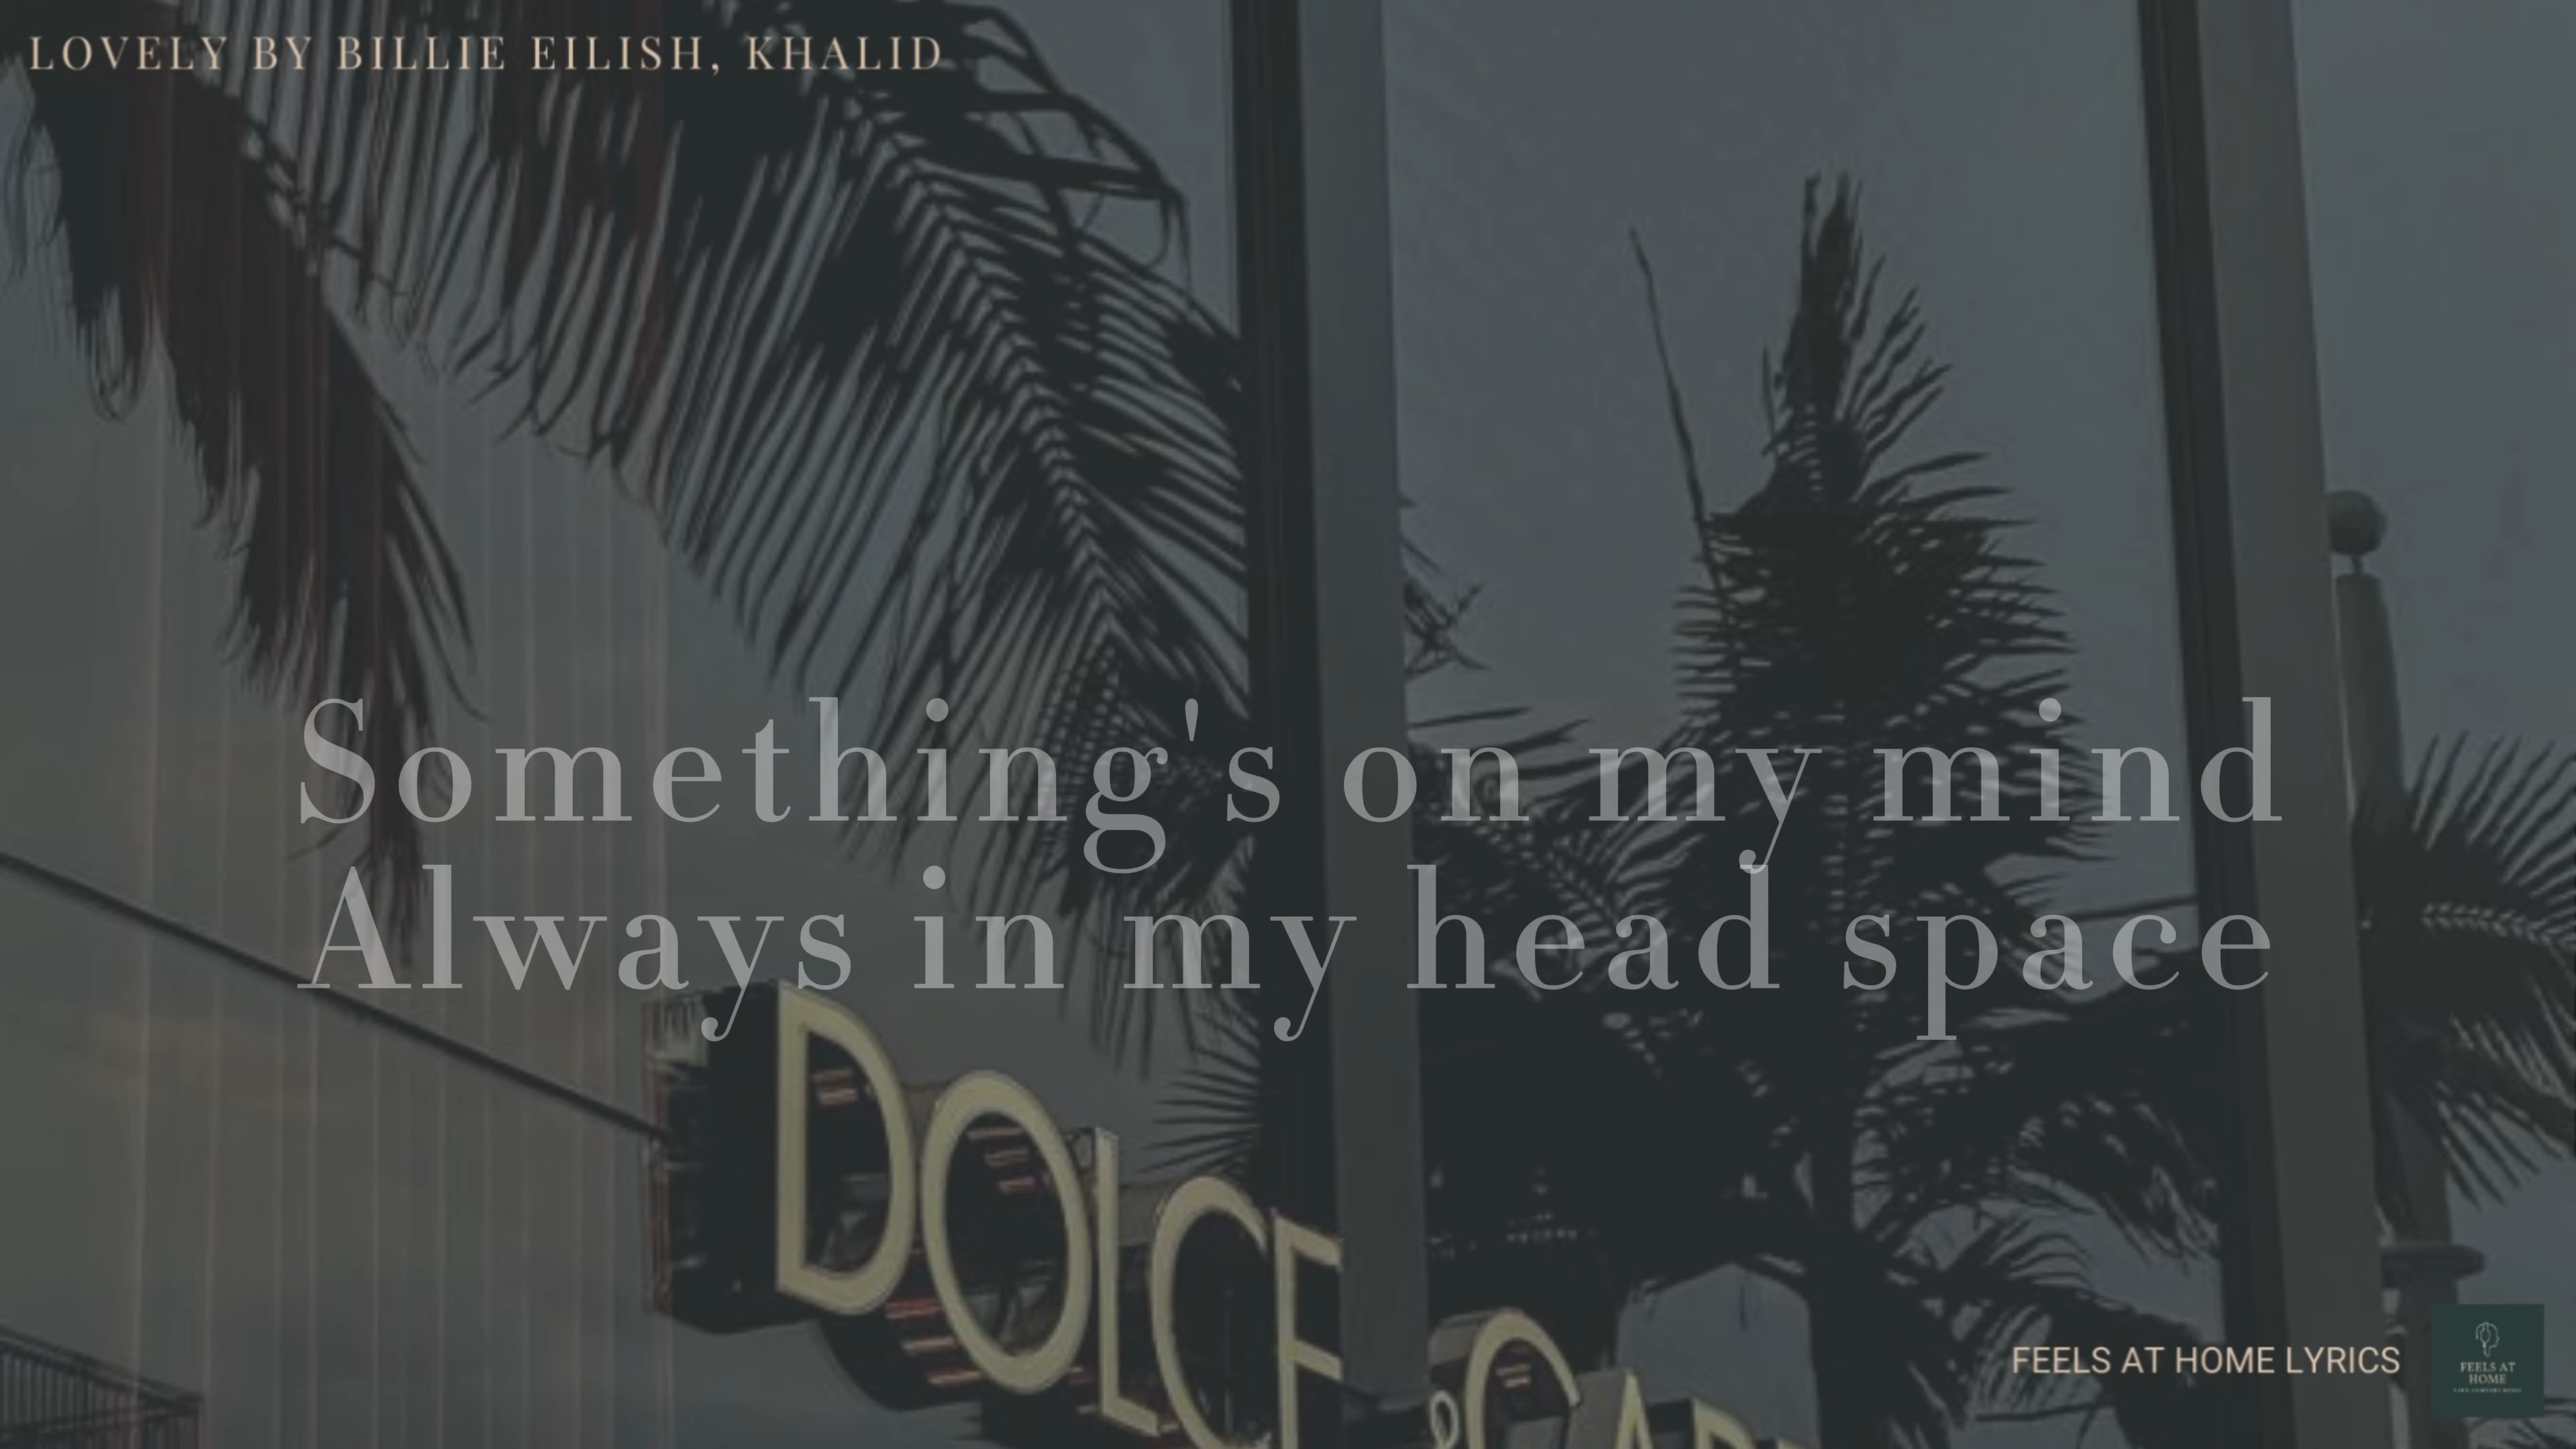 LOVELY BY BILLIE EILISH, KHALID
Something's on my mind
Always in my head space
DOLCE
FEELS AT HOME LYRICS
FEELS AT
HOME